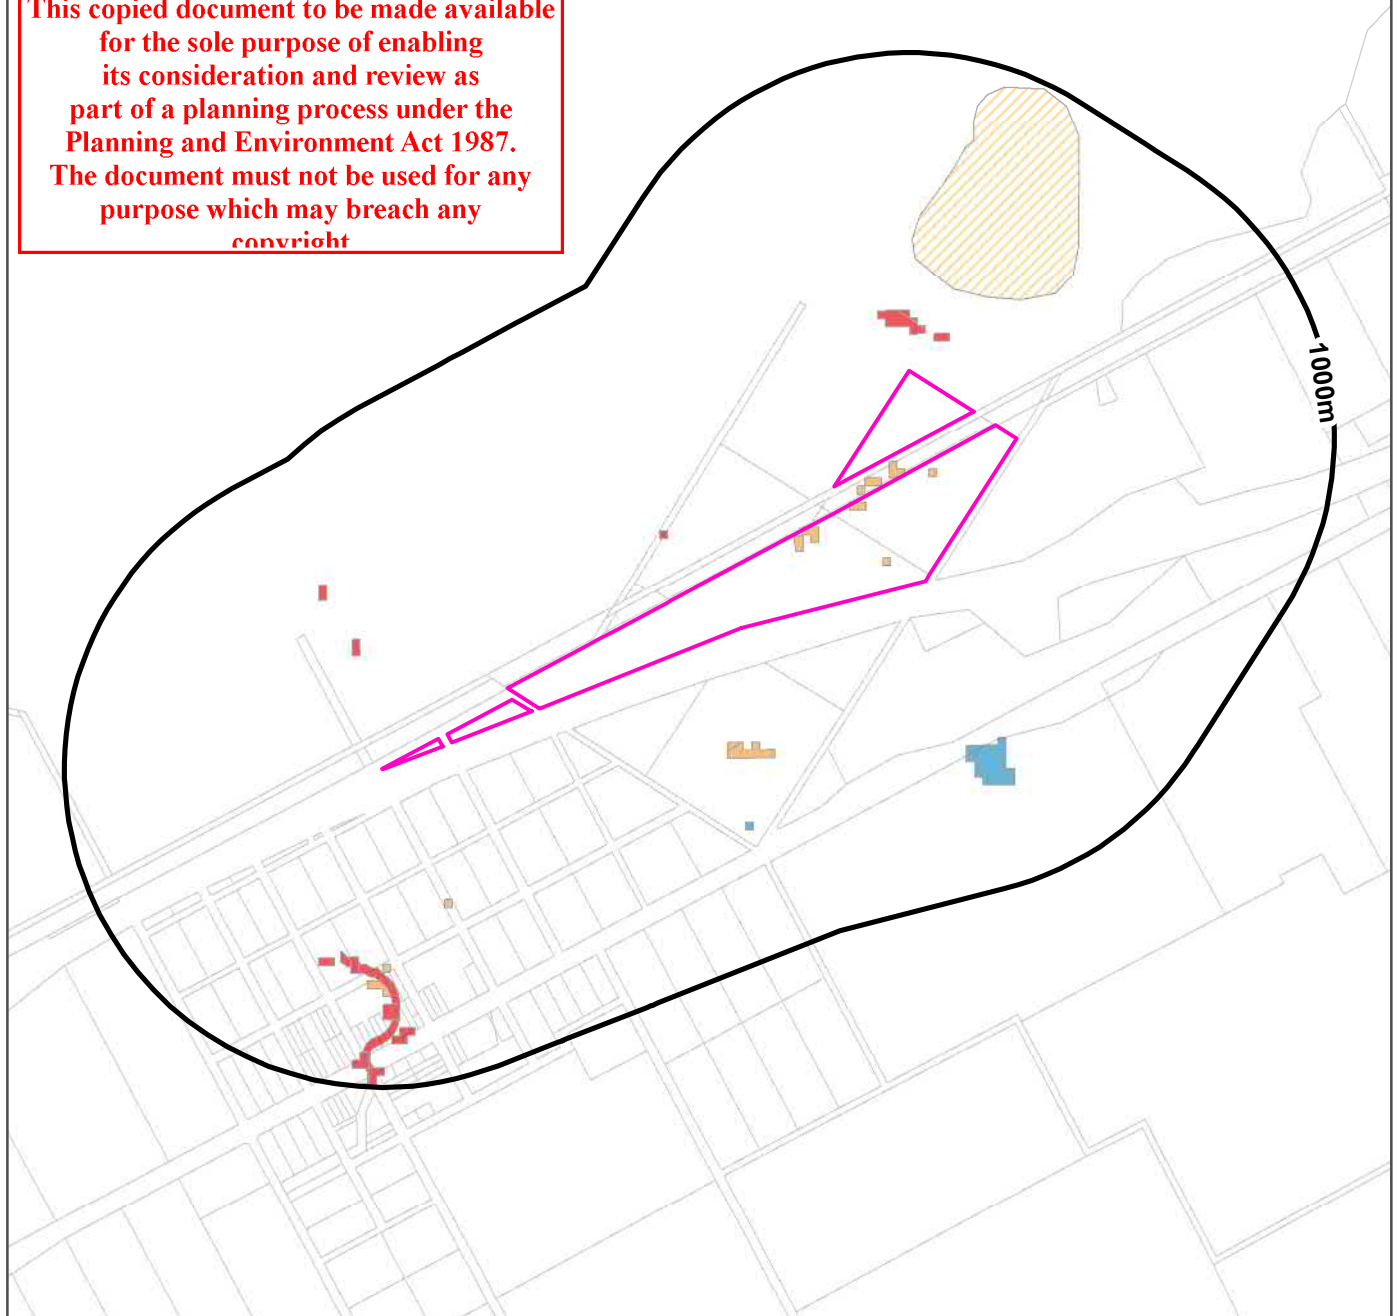 This copied document to be made available
for the sole purpose of enabling
its consideration and review as
part of a planning process under the
Planning and Environment Act 1987.
The document must not be used for any
purpose which may breach any
copyright
1000m